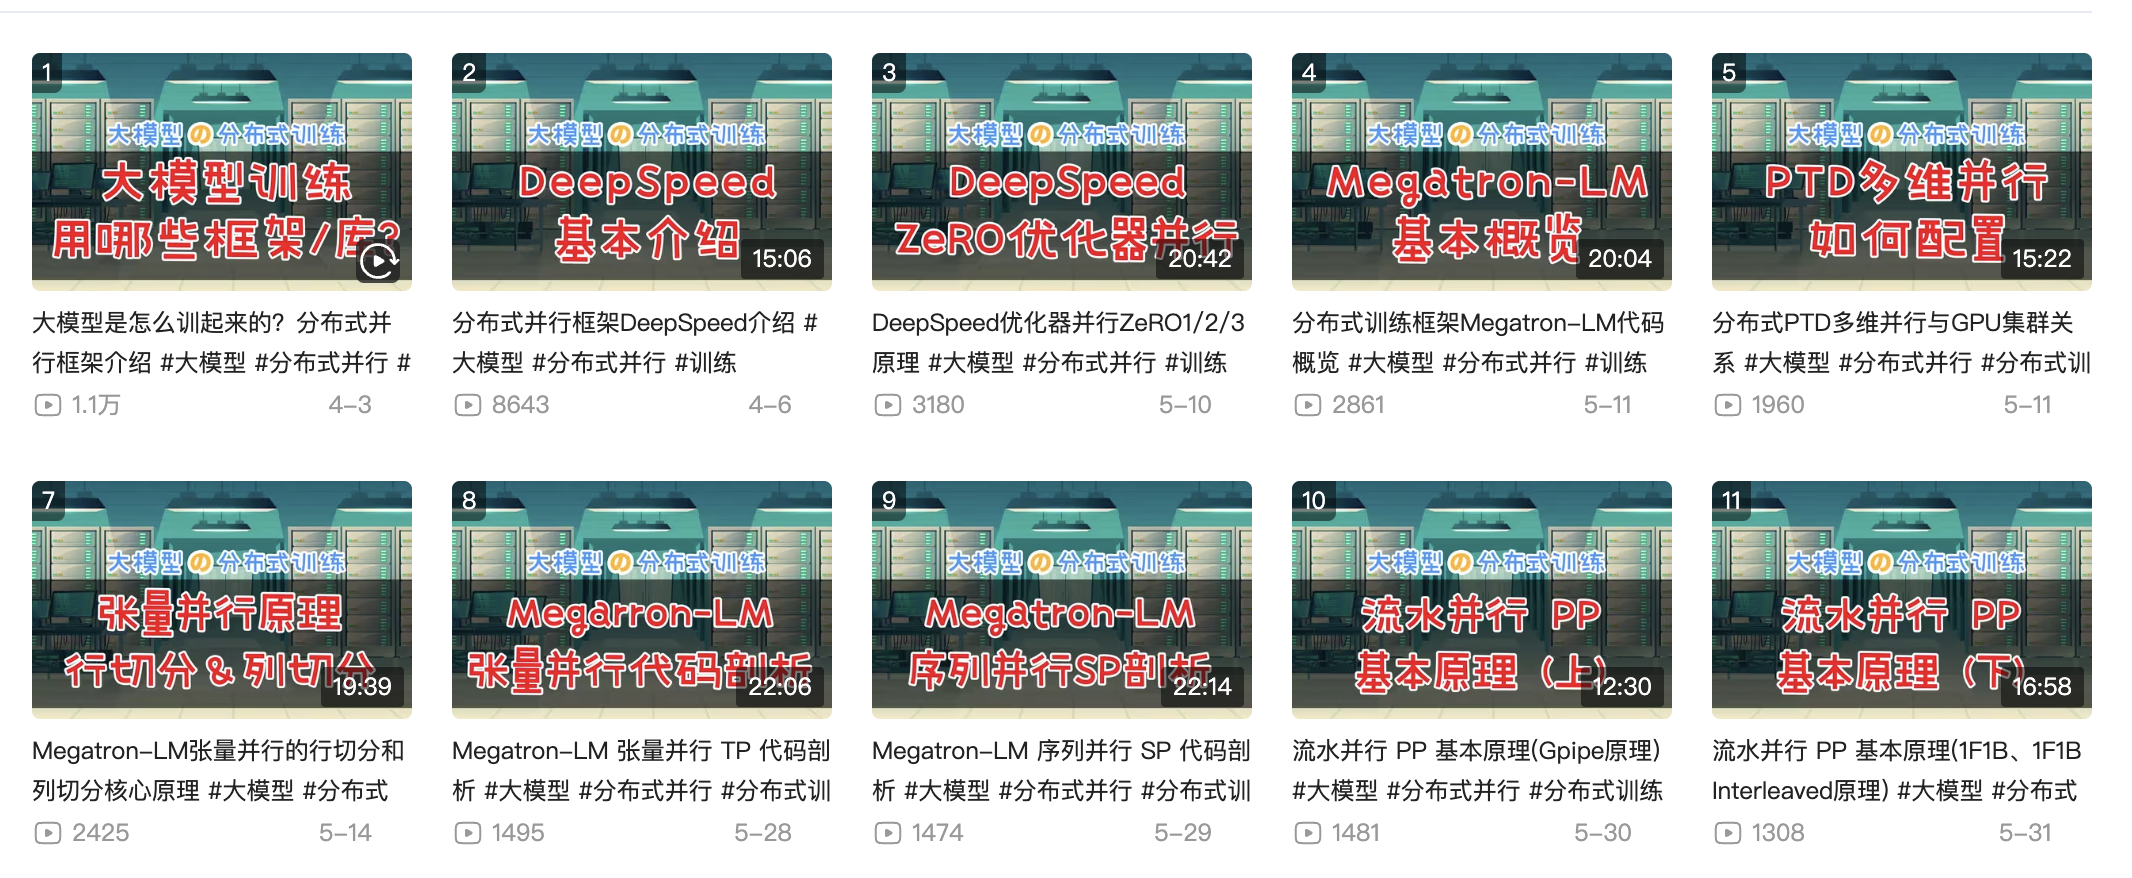 1
大模型の分布式训练
大模型训练
用哪些框架/库?
大模型是怎么训起来的？分布式并
行框架介绍 #大模型 #分布式并行 #
1.1万 4-3
2
大模型の分布式训练
DeepSpeed
基本介绍
15:06
分布式并行框架DeepSpeed介绍 #
大模型 #分布式并行 #训练
8643 4-6
3
大模型の分布式训练
DeepSpeed
ZeRO优化器并行
20:42
DeepSpeed优化器并行ZeRO1/2/3
原理 #大模型 #分布式并行 #训练
3180 5-10
4
大模型の分布式训练
Megatron-LM
基本概览
20:04
分布式训练框架Megatron-LM代码
概览 #大模型 #分布式并行 #训练
2861 5-11
5
大模型の分布式训练
PTD多维并行
如何配置
15:22
分布式PTD多维并行与GPU集群关
系 #大模型 #分布式并行 #分布式训
1960 5-11
7
大模型の分布式训练
张量并行原理
行切分 & 列切分
19:39
Megatron-LM张量并行的行切分和
列切分核心原理 #大模型 #分布式
2425 5-14
8
大模型の分布式训练
Megarron-LM
张量并行代码剖析
22:06
Megatron-LM 张量并行 TP 代码剖
析 #大模型 #分布式并行 #分布式训
1495 5-28
9
大模型の分布式训练
Megatron-LM
序列并行SP剖析
22:14
Megatron-LM 序列并行 SP 代码剖
析 #大模型 #分布式并行 #分布式训
1474 5-29
10
大模型の分布式训练
流水并行 PP
基本原理（上）
12:30
流水并行 PP 基本原理(Gpipe原理)
#大模型 #分布式并行 #分布式训练
1481 5-30
11
大模型の分布式训练
流水并行 PP
基本原理（下）
16:58
流水并行 PP 基本原理(1F1B、1F1B
Interleaved原理) #大模型 #分布式
1308 5-31